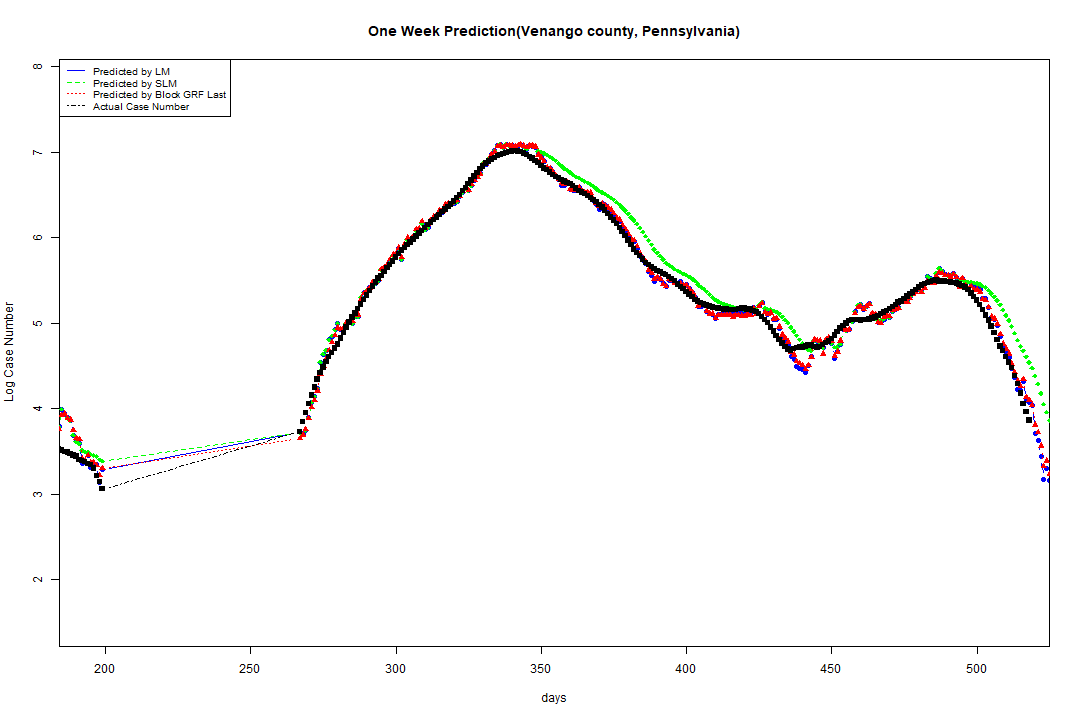 One Week Prediction(Venango county, Pennsylvania)
Predicted by LM
Predicted by SLM
Predicted by Block GRF Last
Actual Case Number
8
7
6
5
4
3
2
Log Case Number
200 250 300 350 400 450 500
days